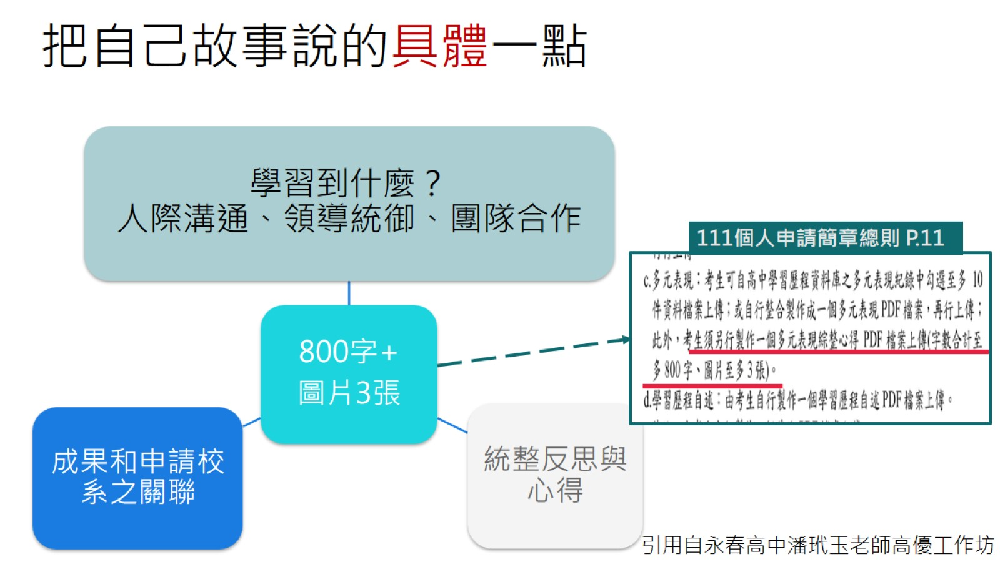 把自己故事說的具體一點
學習到什麼？
人際溝通、領導統御、團隊合作
800字+
圖片3張
成果和申請校
系之關聯
統整反思與
心得
111個人申請簡章總則 P.11
c.多元表現：考生可自高中學習歷程資料庫之多元表現紀錄中勾選至多 10
件資料檔案上傳；或自行整合製作成一個多元表現 PDF 檔案，再行上傳；
此外，考生須另行製作一個多元表現綜整心得 PDF 檔案上傳(字數合計至
多 800 字、圖片至多 3 張)。
d.學習歷程自述：由考生自行製作一個學習歷程自述 PDF 檔案上傳。
引用自永春高中潘玳玉老師高優工作坊